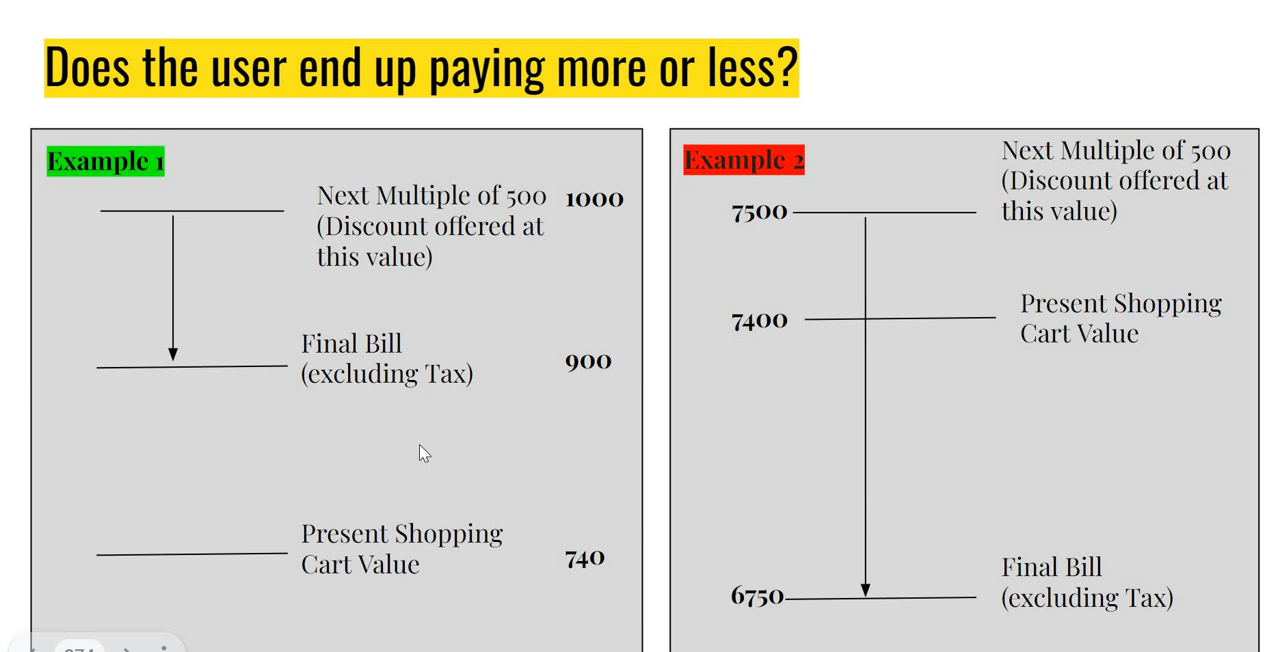 Does the user end up paying more or less?
Example 1
Next Multiple of 500
(Discount offered at
this value)
1000
Final Bill
(excluding Tax)
900
Present Shopping
Cart Value
740
Example 2
Next Multiple of 500
(Discount offered at
this value)
7500
7400
Present Shopping
Cart Value
6750
Final Bill
(excluding Tax)